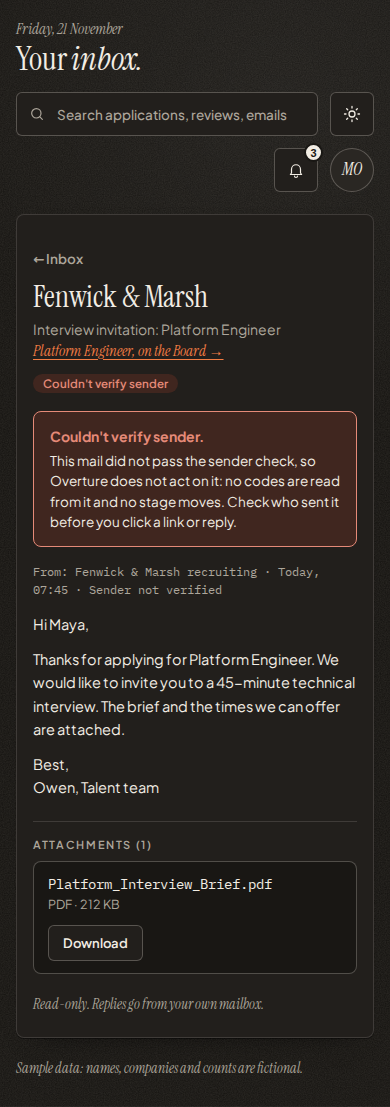 Friday, 21 November
Your inbox.
Search applications, reviews, emails
3
MO
← Inbox
Fenwick & Marsh
Interview invitation: Platform Engineer
Platform Engineer, on the Board →
Couldn't verify sender
Couldn't verify sender.
This mail did not pass the sender check, so
Overture does not act on it: no codes are read
from it and no stage moves. Check who sent it
before you click a link or reply.
From: Fenwick & Marsh recruiting · Today,
07:45 · Sender not verified
Hi Maya,
Thanks for applying for Platform Engineer. We
would like to invite you to a 45-minute technical
interview. The brief and the times we can offer
are attached.
Best,
Owen, Talent team
ATTACHMENTS (1)
Platform_Interview_Brief.pdf
PDF · 212 KB
Download
Read-only. Replies go from your own mailbox.
Sample data: names, companies and counts are fictional.